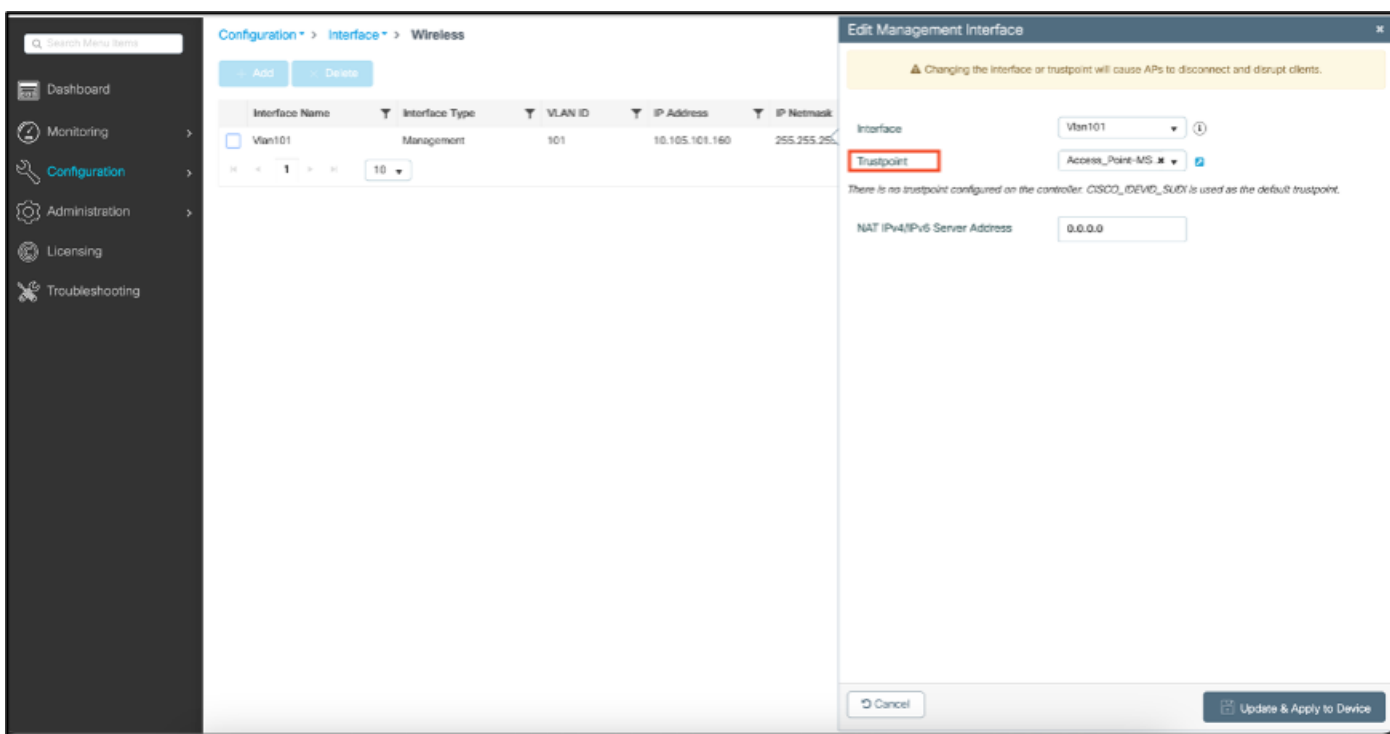 Search Menu Items
Dashboard
Monitoring
Configuration
Administration
Licensing
Troubleshooting
Configuration > Interface > Wireless
+ Add × Delete
Interface Name Interface Type VLAN ID IP Address IP Netmask
Vlan101 Management 101 10.105.101.160 255.255.25
1 10
Edit Management Interface
Changing the interface or trustpoint will cause APs to disconnect and disrupt clients.
Interface Vlan101
Trustpoint Access_Point-MS
There is no trustpoint configured on the controller. CISCO_IDEVID_SUDI is used as the default trustpoint.
NAT IPv4/IPv6 Server Address 0.0.0.0
Cancel Update & Apply to Device